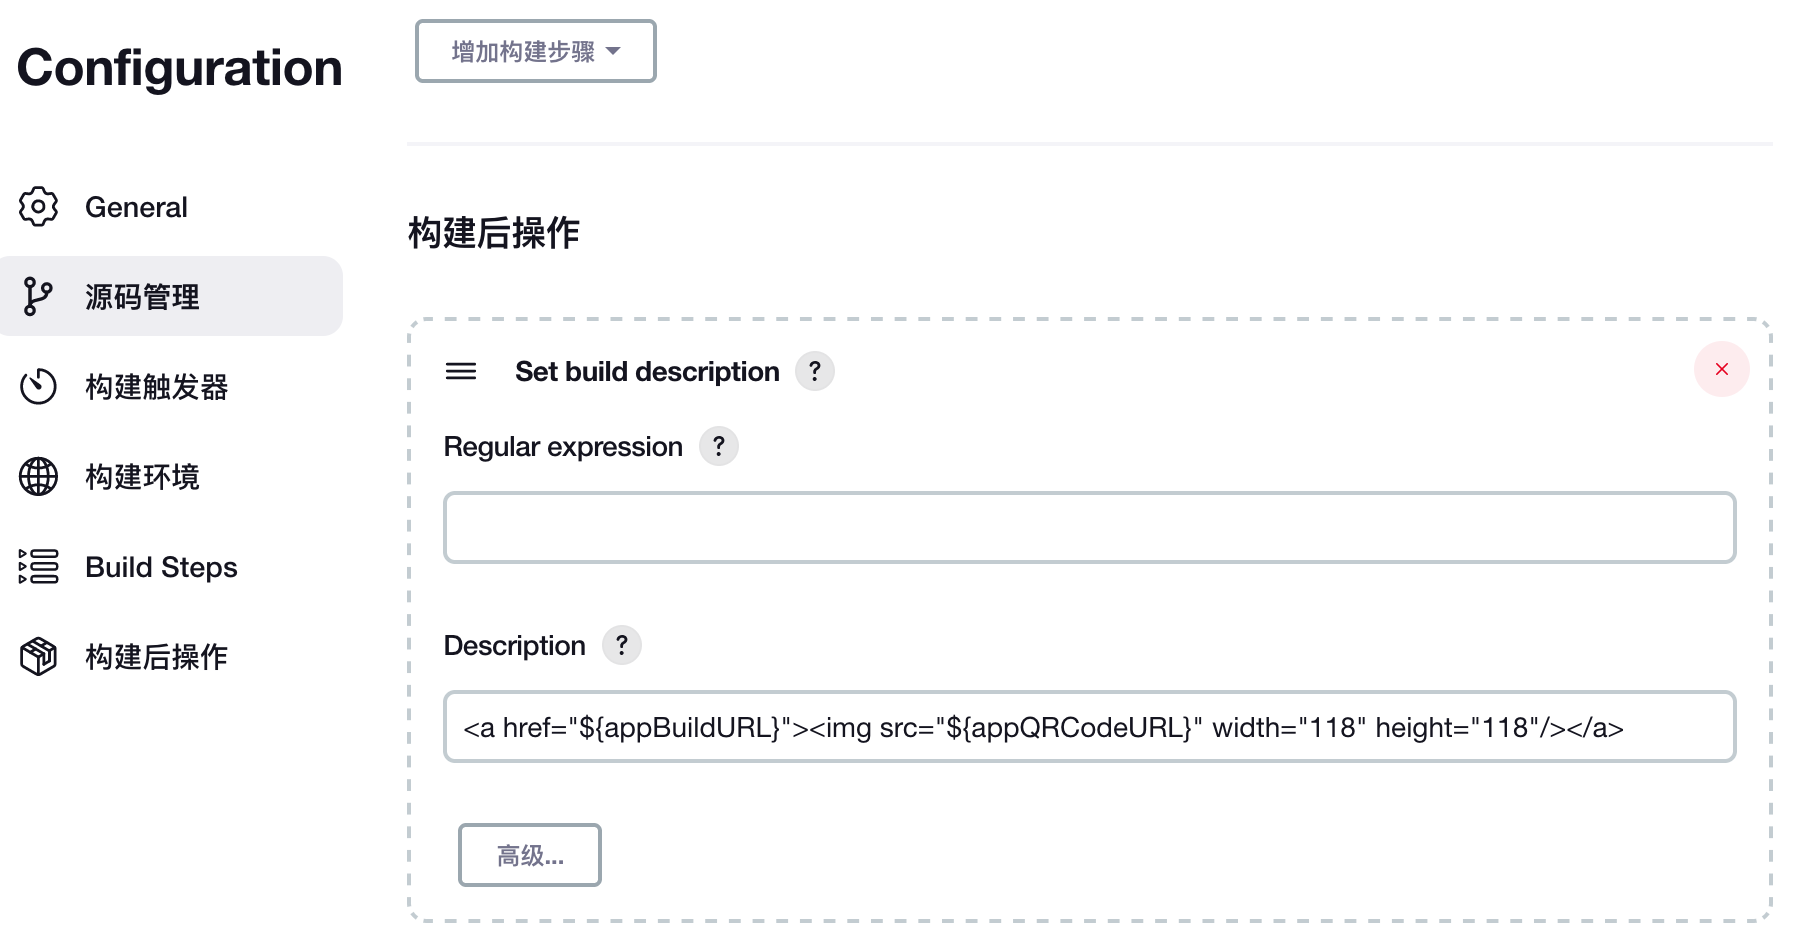 Configuration
General
源码管理
构建触发器
构建环境
Build Steps
构建后操作
增加构建步骤
构建后操作
Set build description ?
Regular expression ?
Description ?
<a href="${appBuildURL}"><img src="${appQRCodeURL}" width="118" height="118"/></a>
高级...